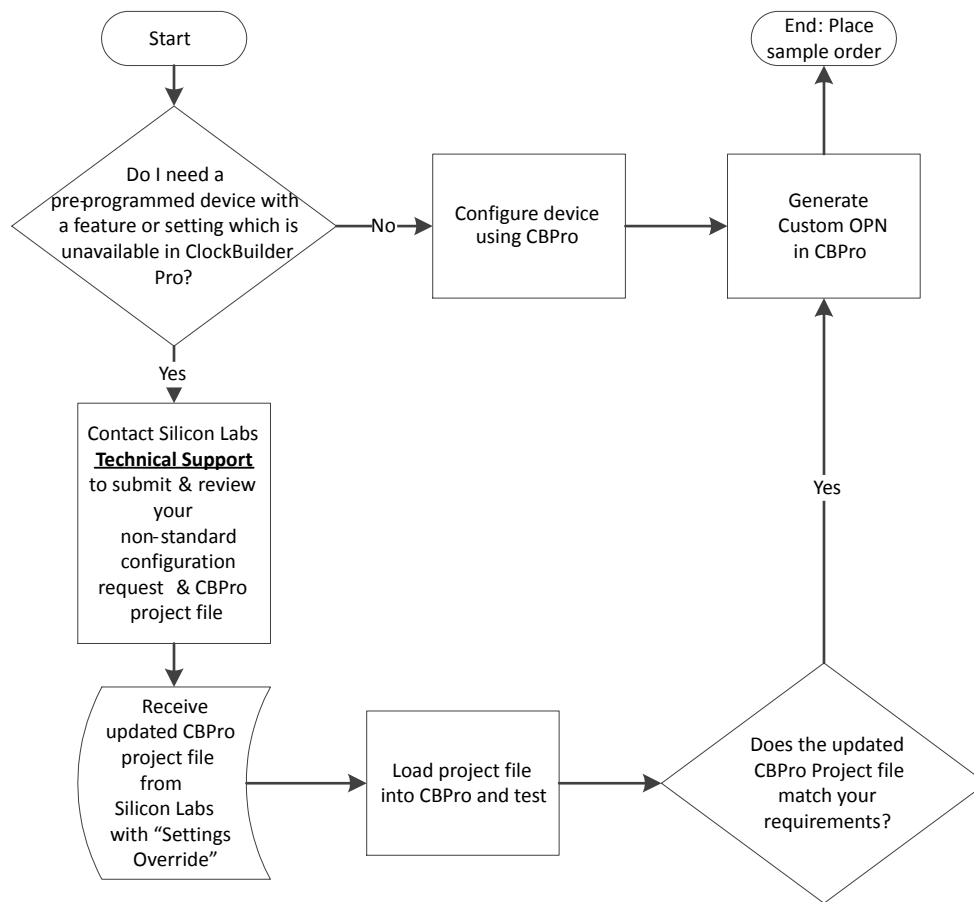 Start
End: Place
sample order
Do I need a
pre-programmed device with
a feature or setting which is
unavailable in ClockBuilder
Pro?
No
Configure device
using CBPro
Generate
Custom OPN
in CBPro
Yes
Contact Silicon Labs
Technical Support
to submit & review
your
non-standard
configuration
request & CBPro
project file
Yes
Receive
updated CBPro
project file
from
Silicon Labs
with “Settings
Override”
Load project file
into CBPro and test
Does the updated
CBPro Project file
match your
requirements?